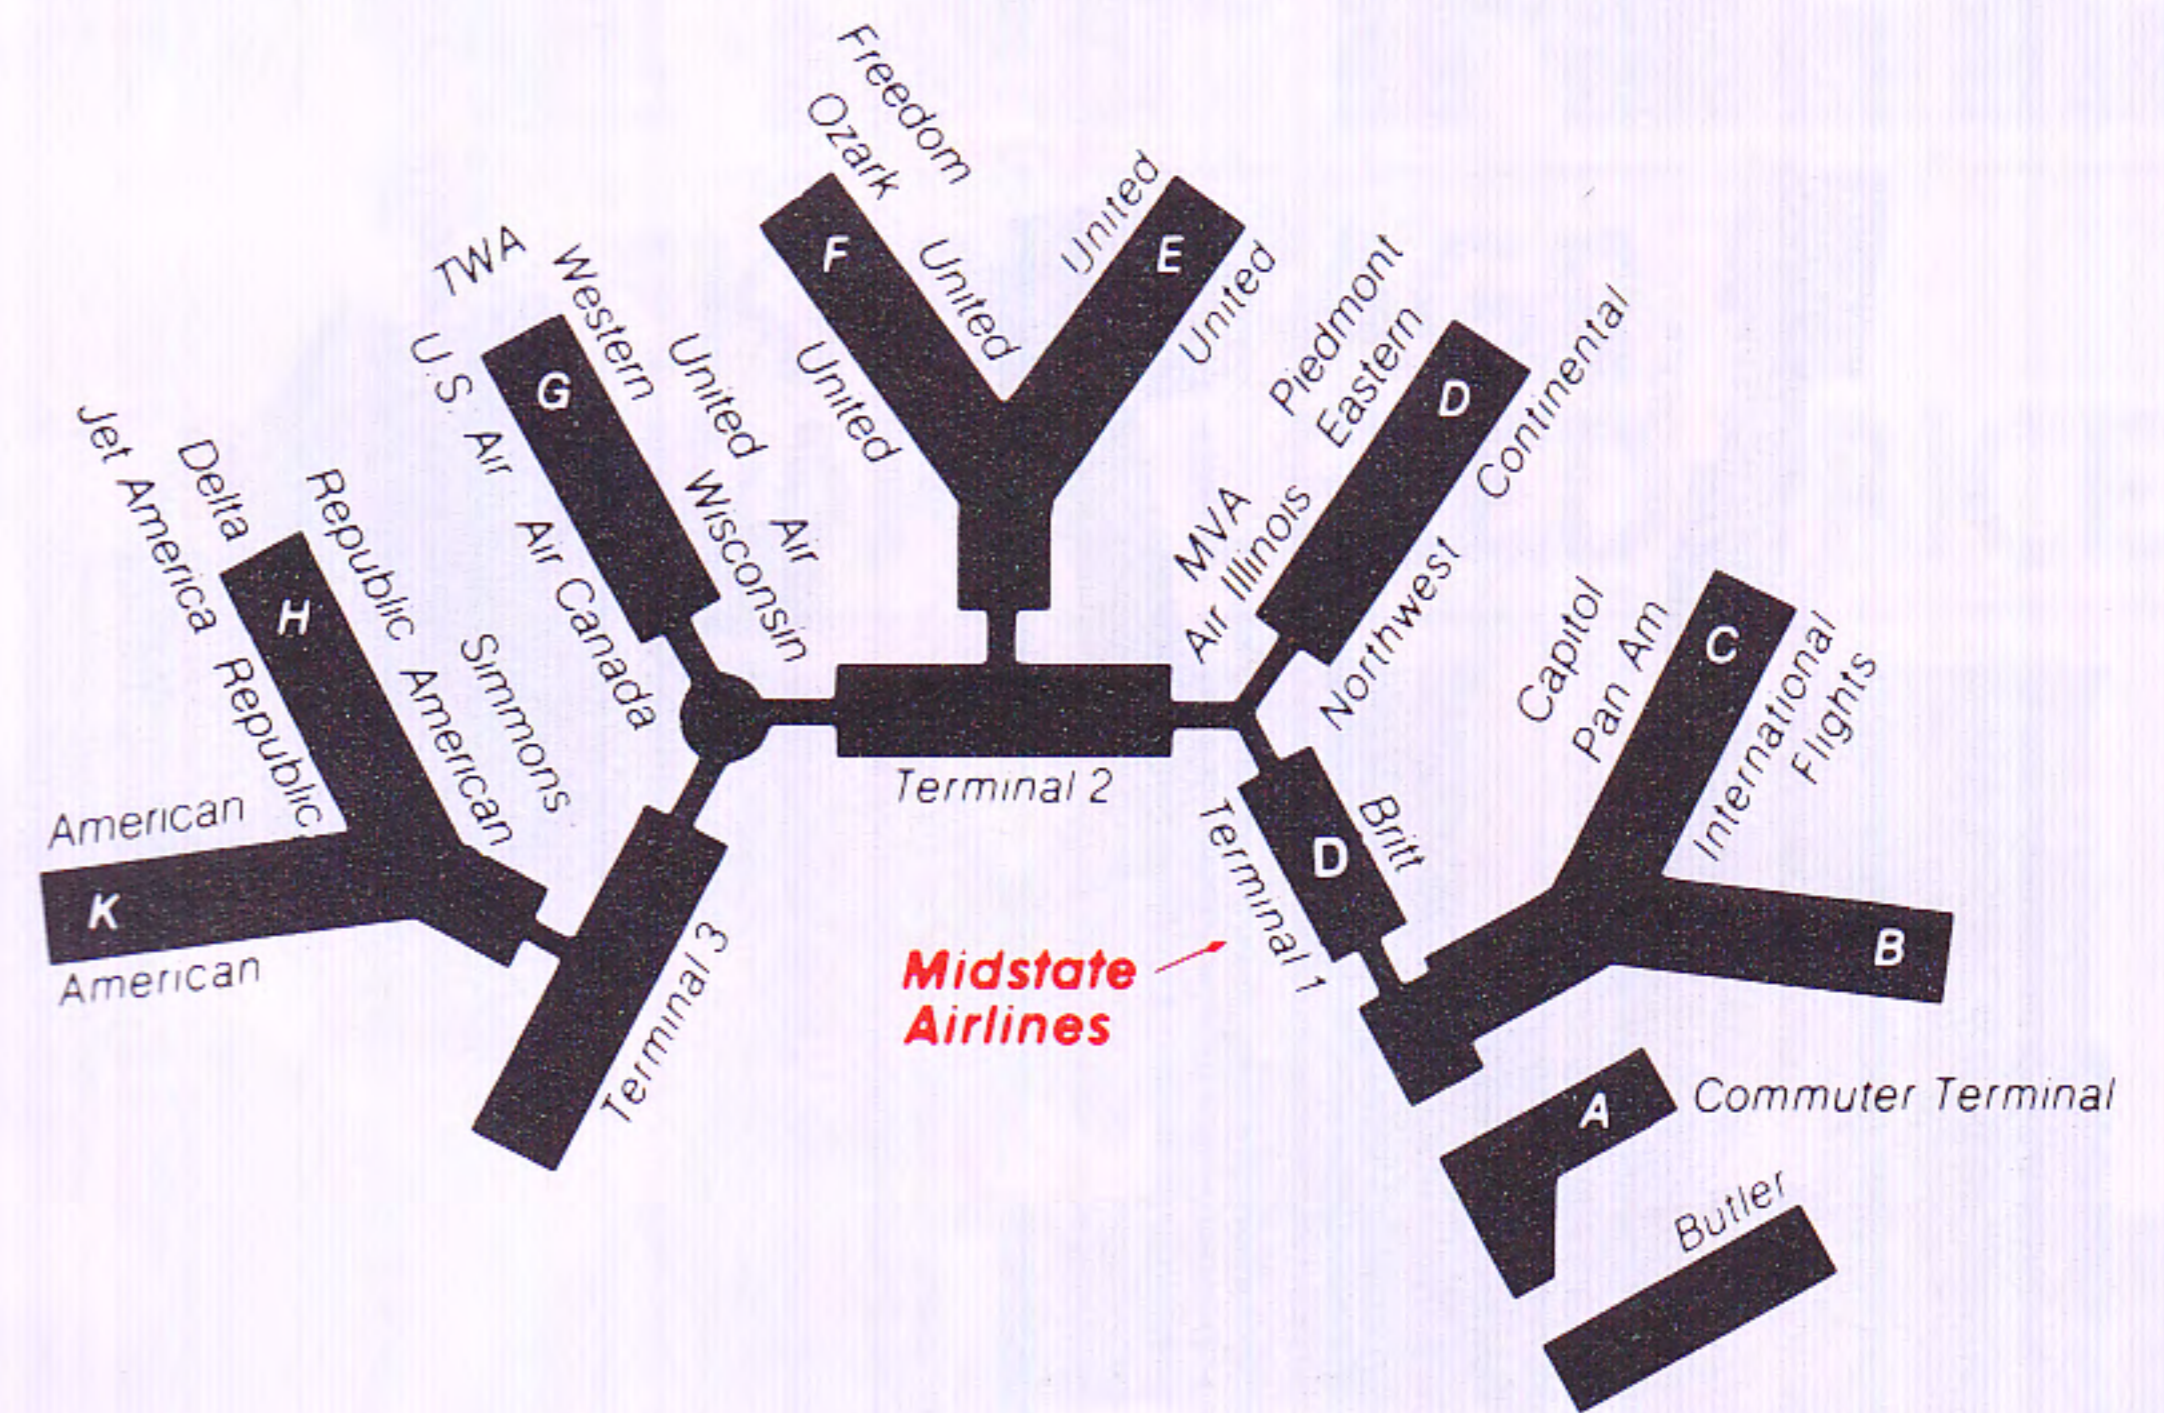 Freedom
Ozark
F
United
United
United
E
United
TWA
Western
U.S. Air
G
United
Air
Wisconsin
Air Canada
Piedmont
Eastern
D
Continental
MVA
Air Illinois
Northwest
Jet America
Delta
H
Republic
Republic
Simmons
American
American
K
American
Terminal 3
Terminal 2
Terminal 1
D
Britt
Capitol
Pan Am
C
International
Flights
B
Midstate
Airlines
A
Commuter Terminal
Butler